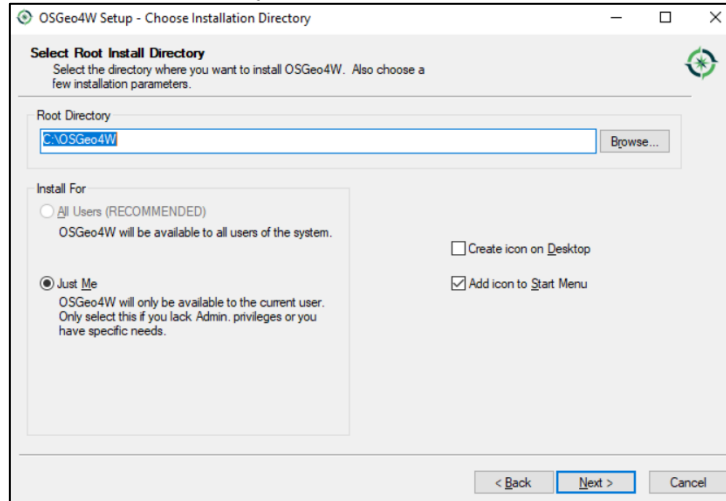 OSGeo4W Setup - Choose Installation Directory
Select Root Install Directory
Select the directory where you want to install OSGeo4W. Also choose a
few installation parameters.
Root Directory
C:\OSGeo4W
Browse...
Install For
All Users (RECOMMENDED)
OSGeo4W will be available to all users of the system.
Just Me
OSGeo4W will only be available to the current user.
Only select this if you lack Admin. privileges or you
have specific needs.
Create icon on Desktop
Add icon to Start Menu
< Back
Next >
Cancel